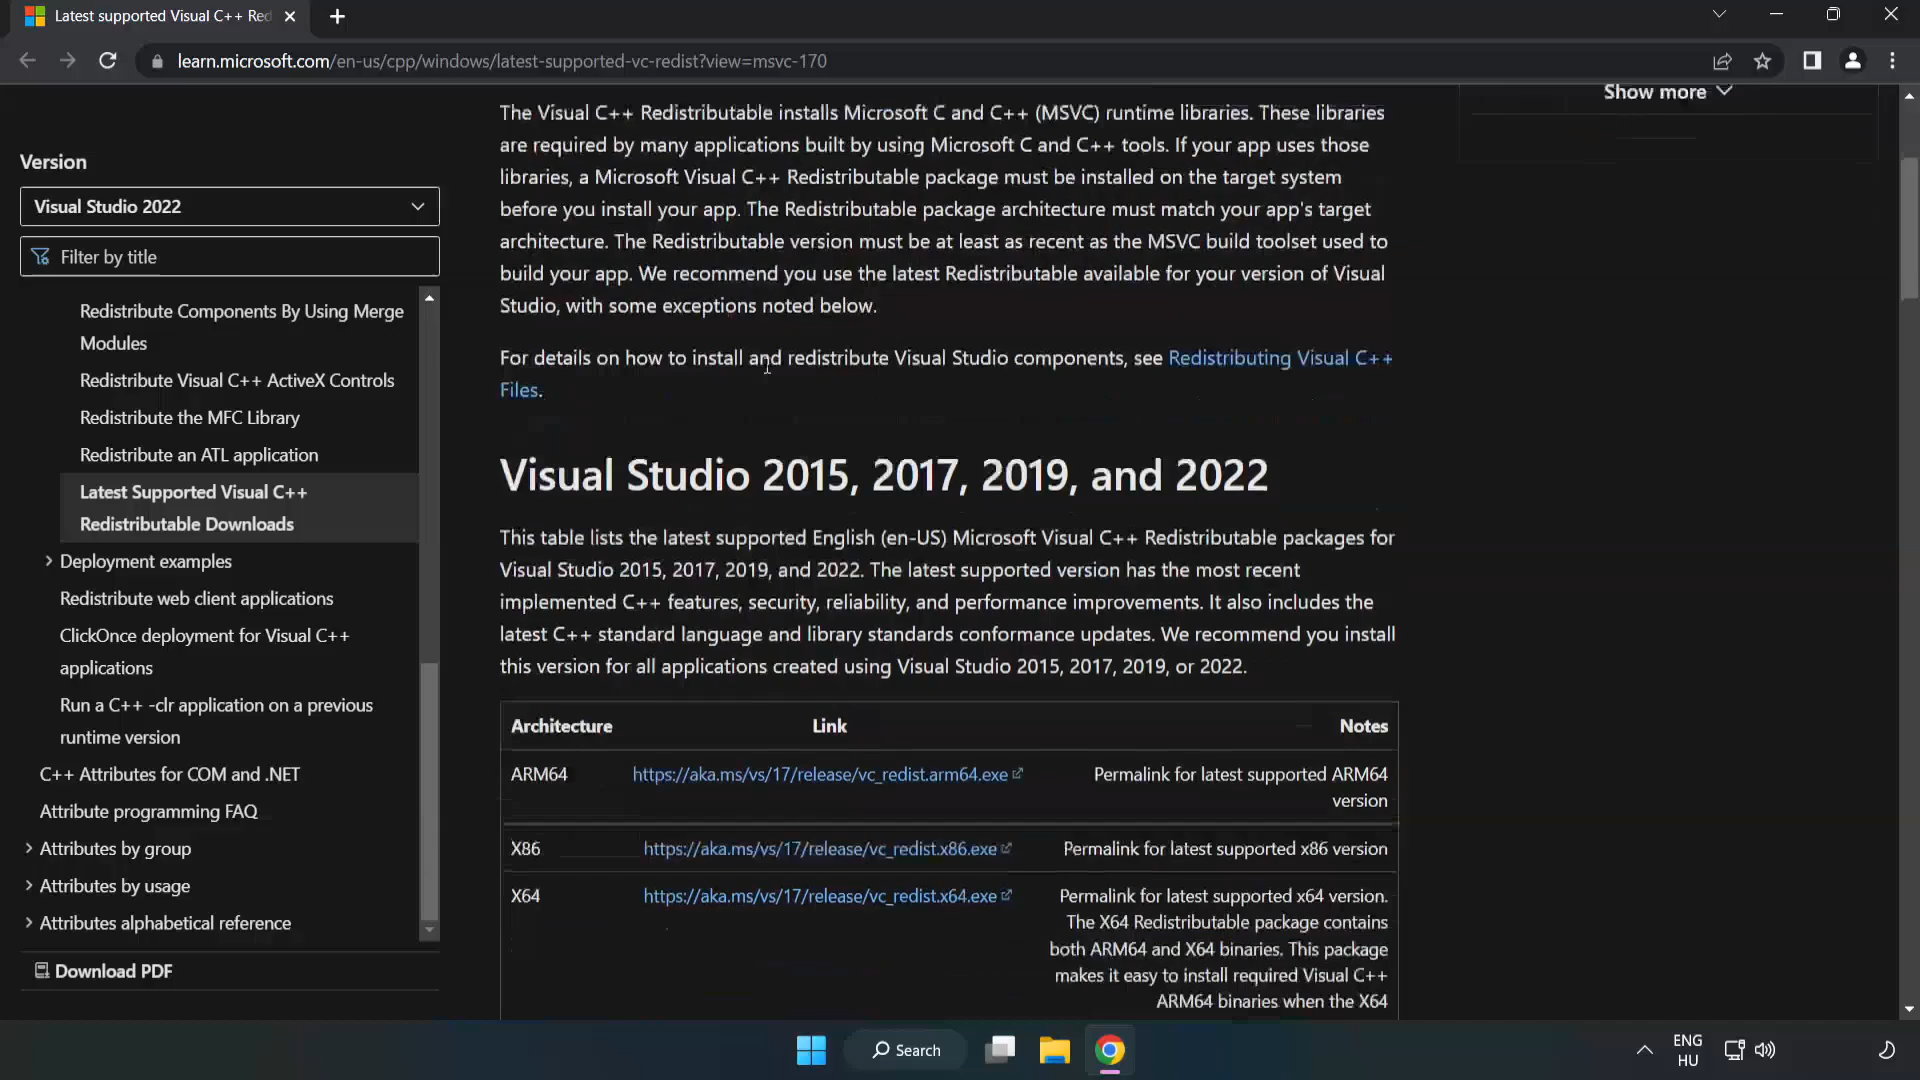 Latest supported Visual C++ Red
learn.microsoft.com/en-us/cpp/windows/latest-supported-vc-redist?view=msvc-170
Version
Visual Studio 2022
Filter by title
Redistribute Components By Using Merge
Modules
Redistribute Visual C++ ActiveX Controls
Redistribute the MFC Library
Redistribute an ATL application
Latest Supported Visual C++
Redistributable Downloads
Deployment examples
Redistribute web client applications
ClickOnce deployment for Visual C++
applications
Run a C++ -clr application on a previous
runtime version
C++ Attributes for COM and .NET
Attribute programming FAQ
Attributes by group
Attributes by usage
Attributes alphabetical reference
Download PDF
The Visual C++ Redistributable installs Microsoft C and C++ (MSVC) runtime libraries. These libraries
are required by many applications built by using Microsoft C and C++ tools. If your app uses those
libraries, a Microsoft Visual C++ Redistributable package must be installed on the target system
before you install your app. The Redistributable package architecture must match your app's target
architecture. The Redistributable version must be at least as recent as the MSVC build toolset used to
build your app. We recommend you use the latest Redistributable available for your version of Visual
Studio, with some exceptions noted below.
For details on how to install and redistribute Visual Studio components, see Redistributing Visual C++
Files.
Visual Studio 2015, 2017, 2019, and 2022
This table lists the latest supported English (en-US) Microsoft Visual C++ Redistributable packages for
Visual Studio 2015, 2017, 2019, and 2022. The latest supported version has the most recent
implemented C++ features, security, reliability, and performance improvements. It also includes the
latest C++ standard language and library standards conformance updates. We recommend you install
this version for all applications created using Visual Studio 2015, 2017, 2019, or 2022.
Architecture Link Notes
ARM64 https://aka.ms/vs/17/release/vc_redist.arm64.exe Permalink for latest supported ARM64
version
X86 https://aka.ms/vs/17/release/vc_redist.x86.exe Permalink for latest supported x86 version
X64 https://aka.ms/vs/17/release/vc_redist.x64.exe Permalink for latest supported x64 version.
The X64 Redistributable package contains
both ARM64 and X64 binaries. This package
makes it easy to install required Visual C++
ARM64 binaries when the X64
Show more
Search
ENG
HU